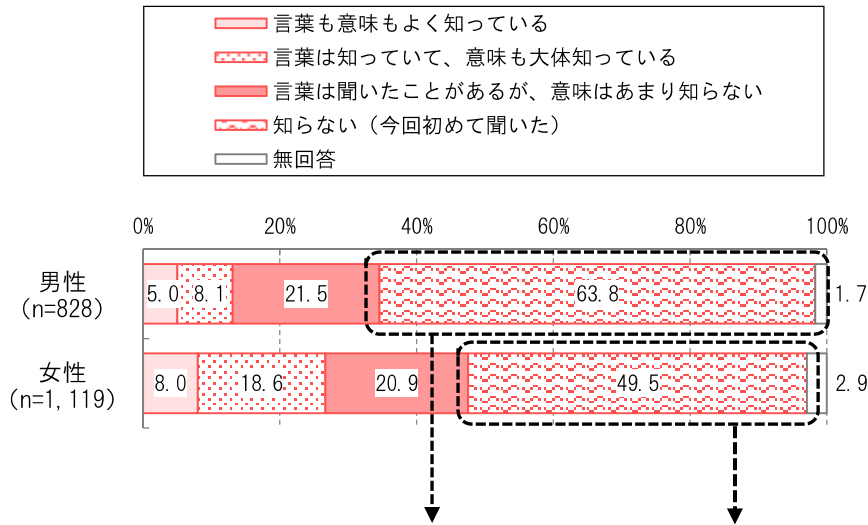 言葉も意味もよく知っている
言葉は知っていて、意味も大体知っている
言葉は聞いたことがあるが、意味はあまり知らない
知らない（今回初めて聞いた）
無回答
0% 20% 40% 60% 80% 100%
男性
(n=828)
5.0 8.1 21.5 63.8 1.7
女性
(n=1,119)
8.0 18.6 20.9 49.5 2.9